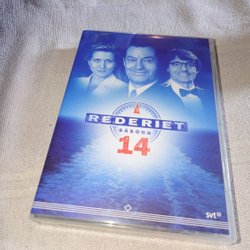 REDERIET
SÄSONG
14
SVT